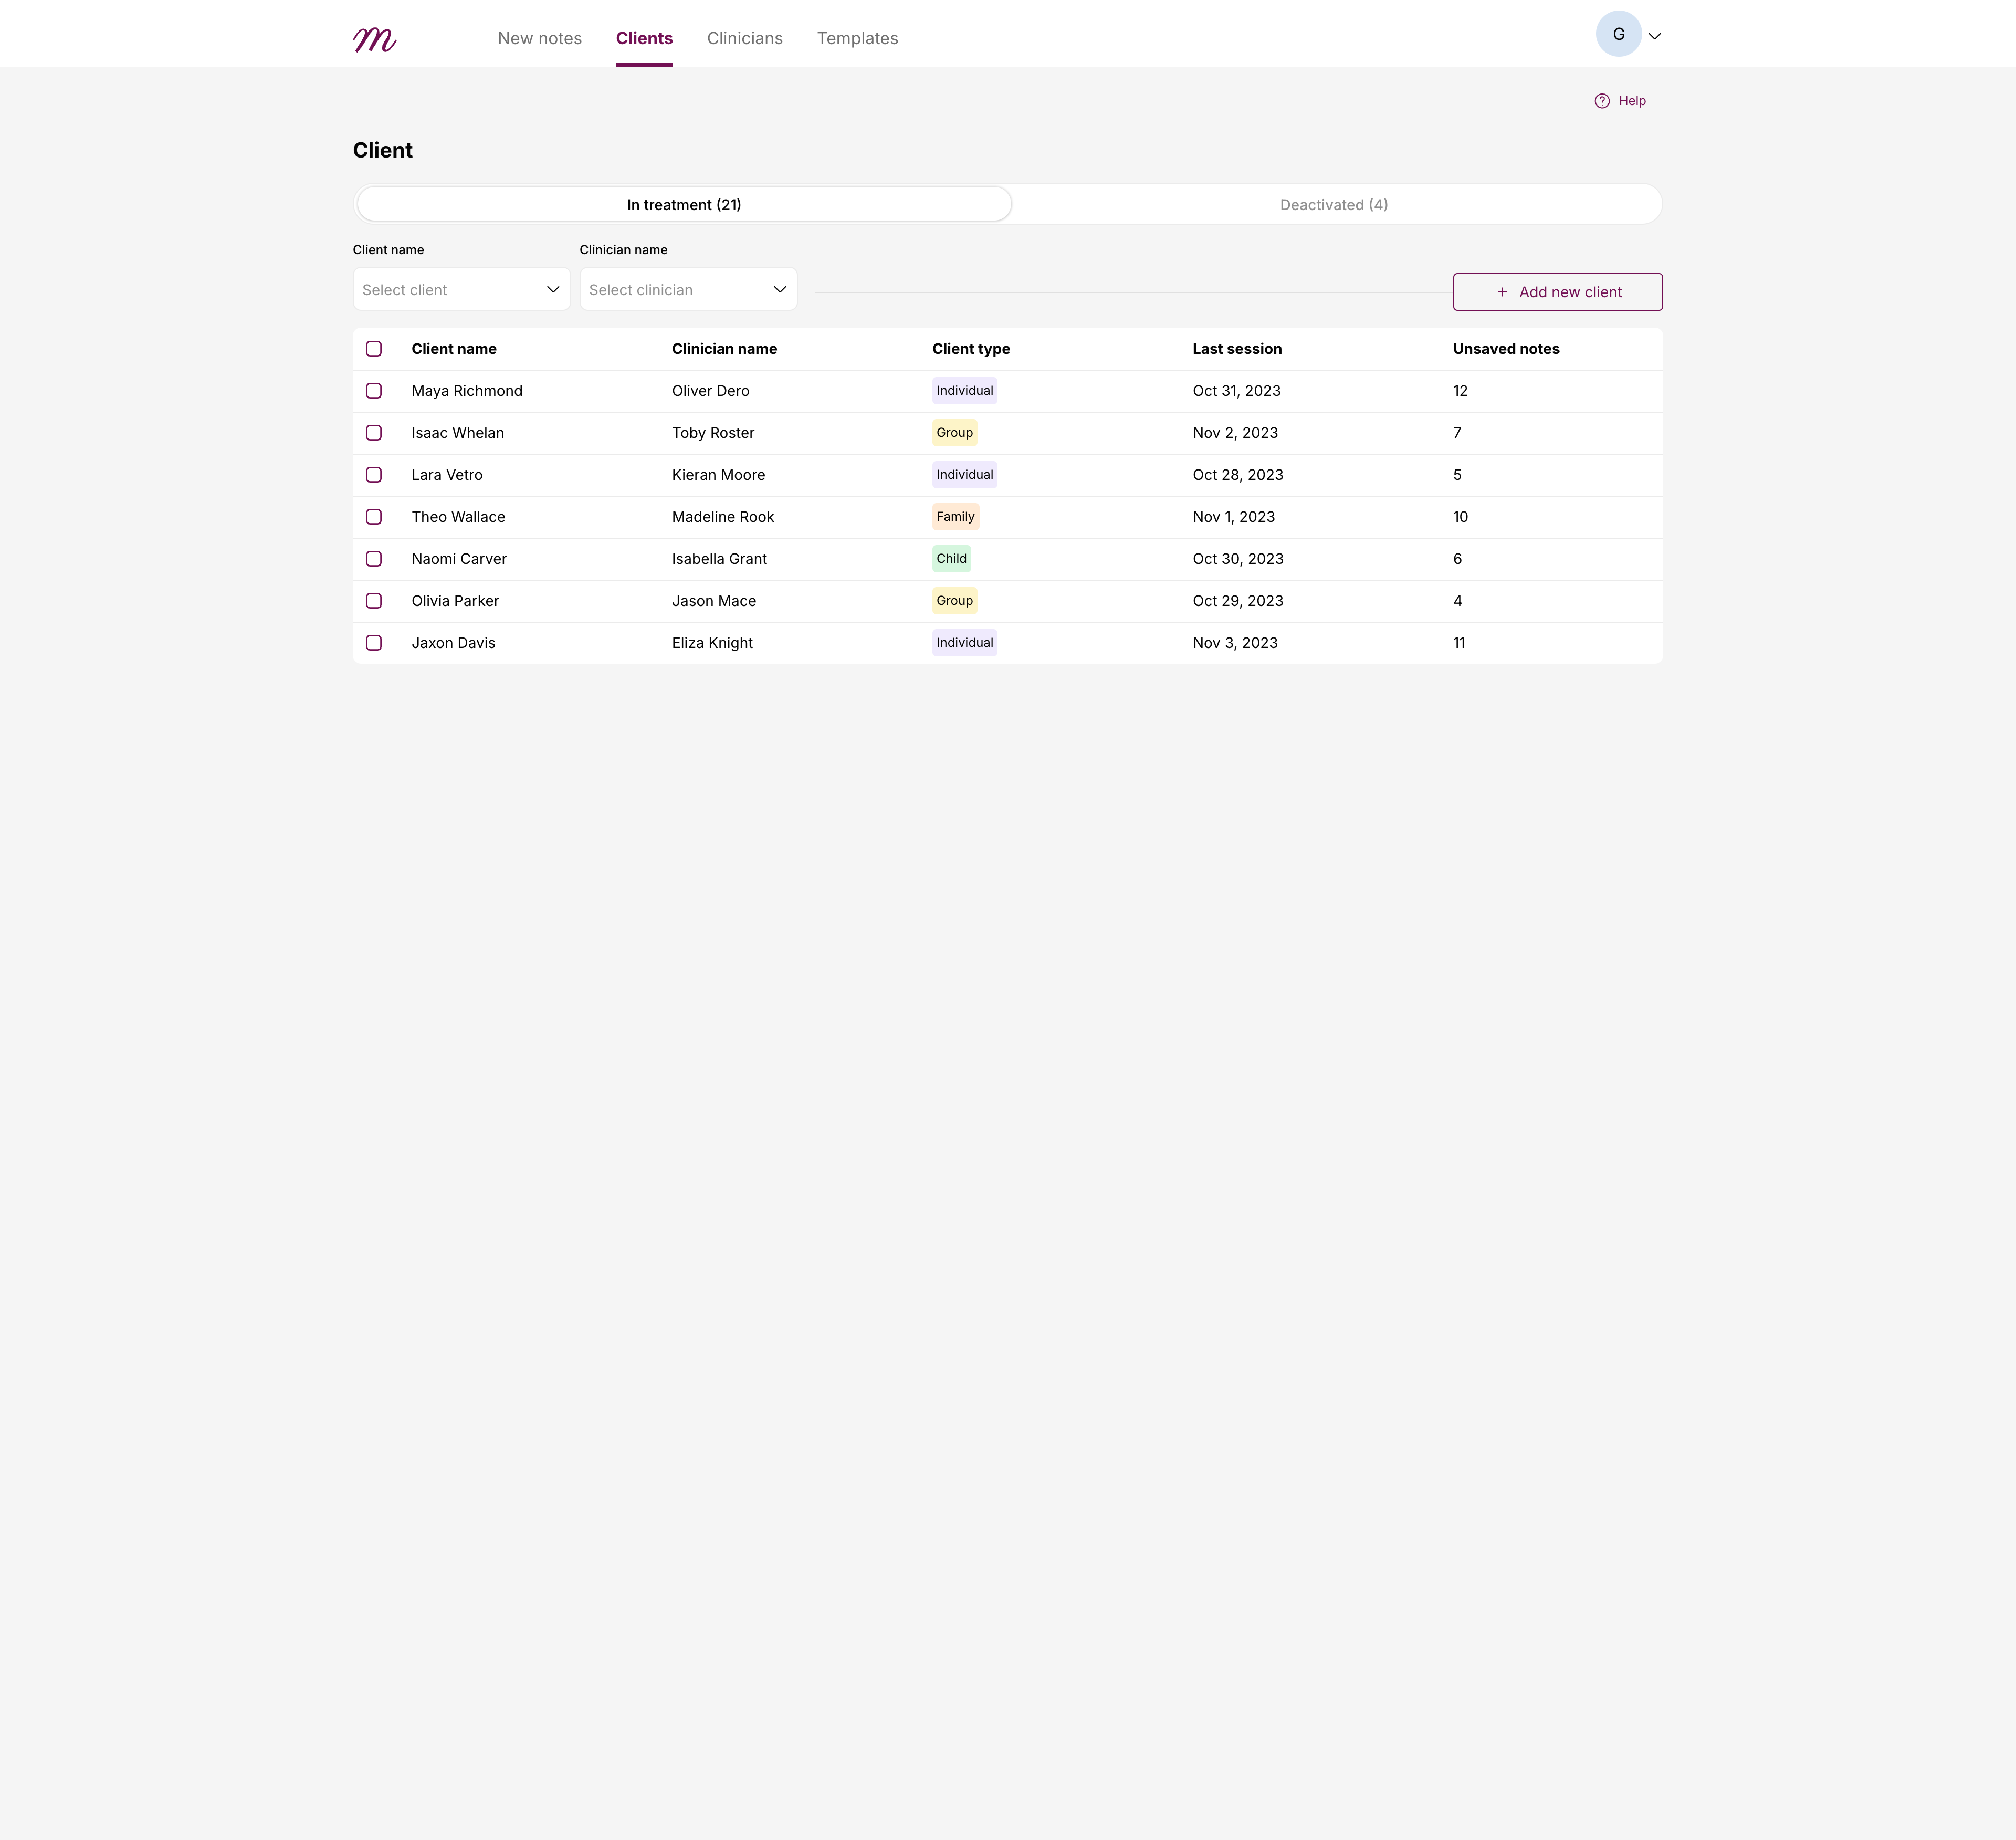 m
New notes Clients Clinicians Templates G
Help
Client
In treatment (21) Deactivated (4)
Client name Clinician name
Select client Select clinician + Add new client
Client name Clinician name Client type Last session Unsaved notes
Maya Richmond Oliver Dero Individual Oct 31, 2023 12
Isaac Whelan Toby Roster Group Nov 2, 2023 7
Lara Vetro Kieran Moore Individual Oct 28, 2023 5
Theo Wallace Madeline Rook Family Nov 1, 2023 10
Naomi Carver Isabella Grant Child Oct 30, 2023 6
Olivia Parker Jason Mace Group Oct 29, 2023 4
Jaxon Davis Eliza Knight Individual Nov 3, 2023 11